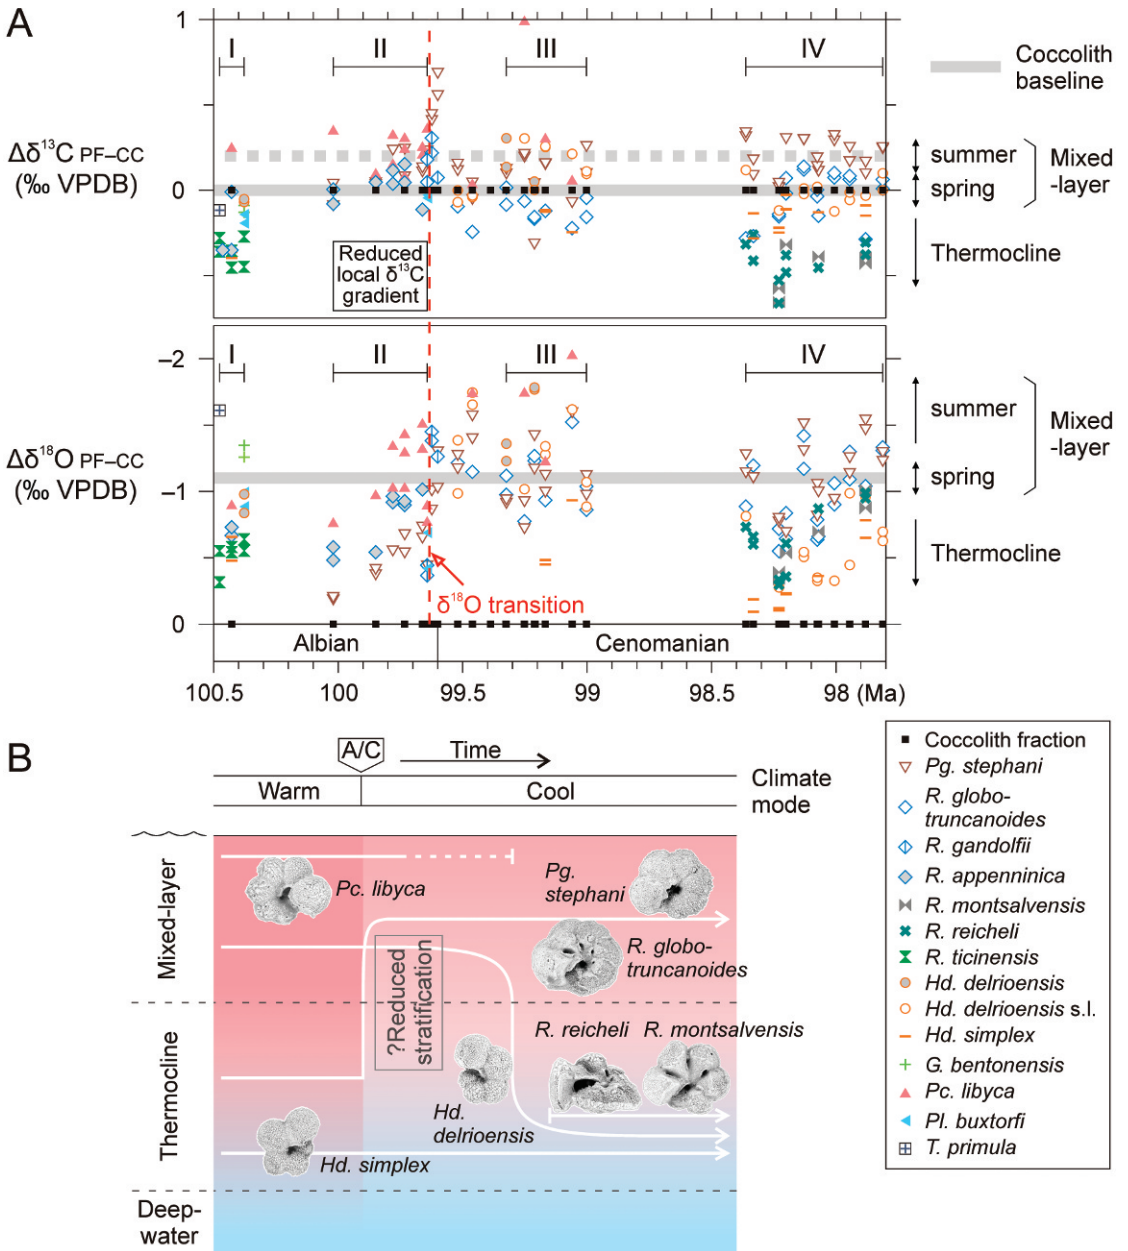 A
1
I
II
III
IV
Coccolith
baseline
Δδ¹³C PF–CC
(‰ VPDB)
0
summer
spring
Mixed
-layer
Thermocline
Reduced
local δ¹³C
gradient
–2
I
II
III
IV
summer
spring
Mixed
-layer
Δδ¹⁸O PF–CC
(‰ VPDB)
–1
Thermocline
δ¹⁸O transition
0
Albian
Cenomanian
100.5
100
99.5
99
98.5
98 (Ma)
B
A/C
Time
Warm
Cool
Climate
mode
Mixed-layer
Pc. libyca
Pg.
stephani
R. globo-
truncanoides
?Reduced
stratification
Thermocline
R. reicheli
R. montsalvensis
Hd.
delrioensis
Hd. simplex
Deep-
water
Coccolith fraction
Pg. stephani
R. globo-
truncanoides
R. gandolfii
R. appenninica
R. montsalvensis
R. reicheli
R. ticinensis
Hd. delrioensis
Hd. delrioensis s.l.
Hd. simplex
G. bentonensis
Pc. libyca
Pl. buxtorfi
T. primula